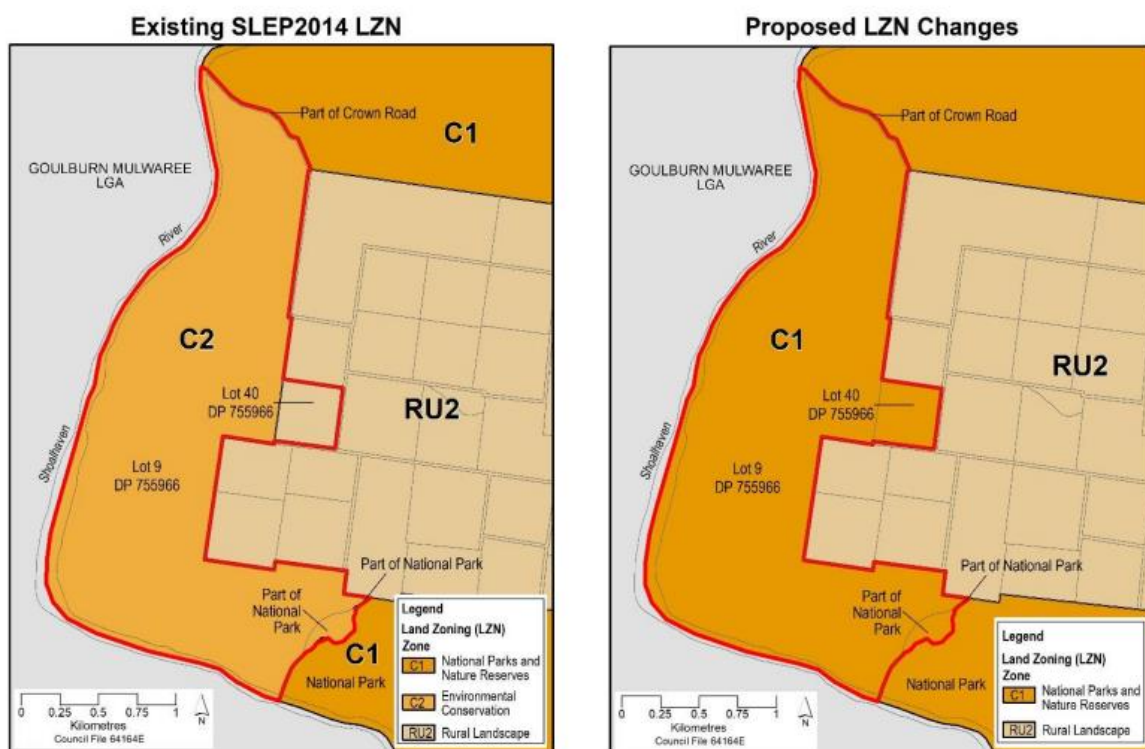 Existing SLEP2014 LZN
Part of Crown Road
C1
GOULBURN MULWAREE
LGA
River
C2
Lot 40
DP 755966
RU2
Shoalhaven
Lot 9
DP 755966
Part of National Park
Part of
National
Park
C1
National Park
Legend
Land Zoning (LZN)
Zone
C1 National Parks and
Nature Reserves
C2 Environmental
Conservation
RU2 Rural Landscape
0 0.25 0.5 0.75 1
Kilometres
Council File 64164E
N
Proposed LZN Changes
Part of Crown Road
GOULBURN MULWAREE
LGA
River
C1
RU2
Lot 40
DP 755966
Shoalhaven
Lot 9
DP 755966
Part of National Park
Part of
National
Park
National Park
Legend
Land Zoning (LZN)
Zone
C1 National Parks and
Nature Reserves
RU2 Rural Landscape
0 0.25 0.5 0.75 1
Kilometres
Council File 64164E
N